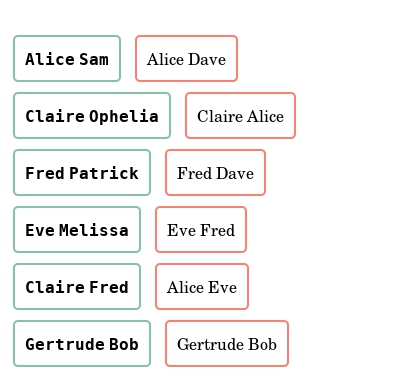 Alice Sam Alice Dave
Claire Ophelia Claire Alice
Fred Patrick Fred Dave
Eve Melissa Eve Fred
Claire Fred Alice Eve
Gertrude Bob Gertrude Bob